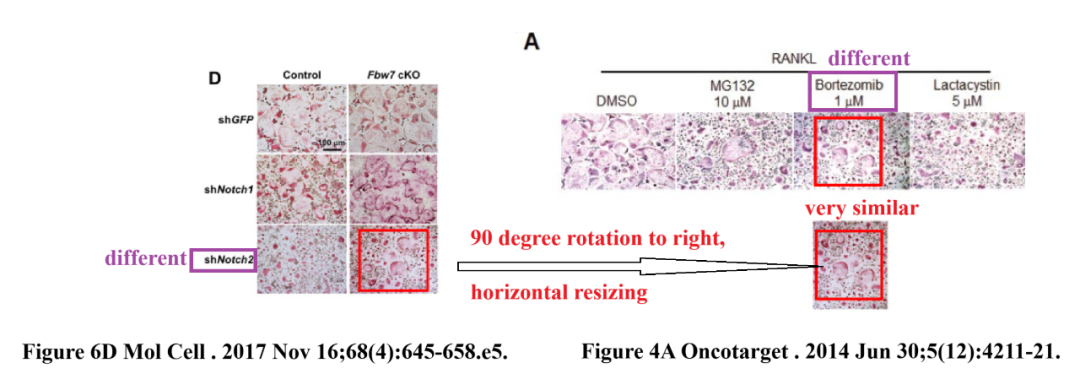 A
RANKL different
D
Control Fbw7 cKO
MG132 Bortezomib Lactacystin
DMSO 10 μM 1 μM 5 μM
shGFP
100 μm
shNotch1
very similar
90 degree rotation to right,
different shNotch2
horizontal resizing
Figure 6D Mol Cell . 2017 Nov 16;68(4):645-658.e5.
Figure 4A Oncotarget . 2014 Jun 30;5(12):4211-21.